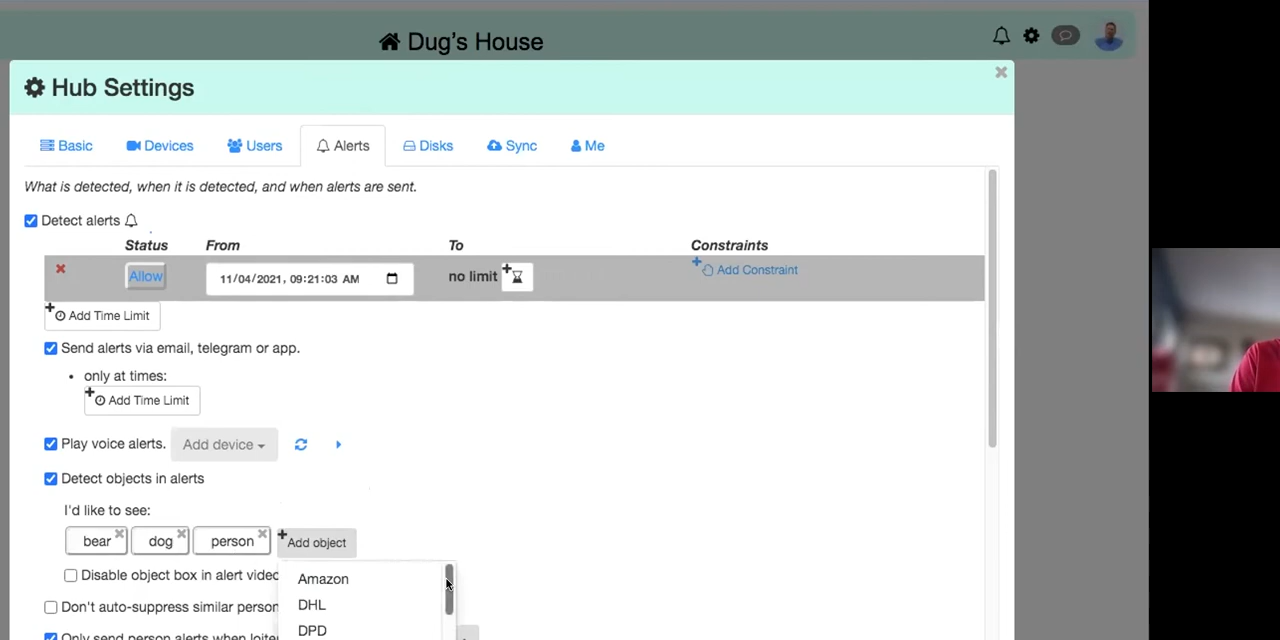 Dug's House
Hub Settings
Basic Devices Users Alerts Disks Sync Me
What is detected, when it is detected, and when alerts are sent.
Detect alerts
Status From To Constraints
Allow 11/04/2021, 09:21:03 AM no limit Add Constraint
Add Time Limit
Send alerts via email, telegram or app.
only at times:
Add Time Limit
Play voice alerts. Add device
Detect objects in alerts
I'd like to see:
bear dog person Add object
Disable object box in alert video
Amazon
DHL
Don't auto-suppress similar person
DPD
Only send person alerts when loiter